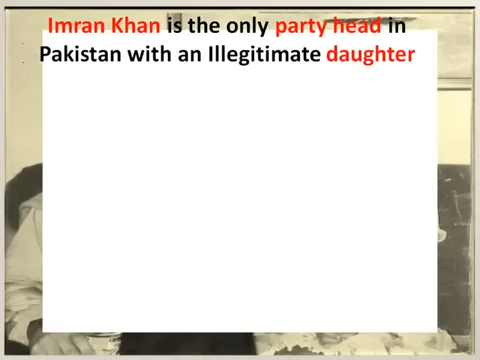 Imran Khan is the only party head in
Pakistan with an Illegitimate daughter